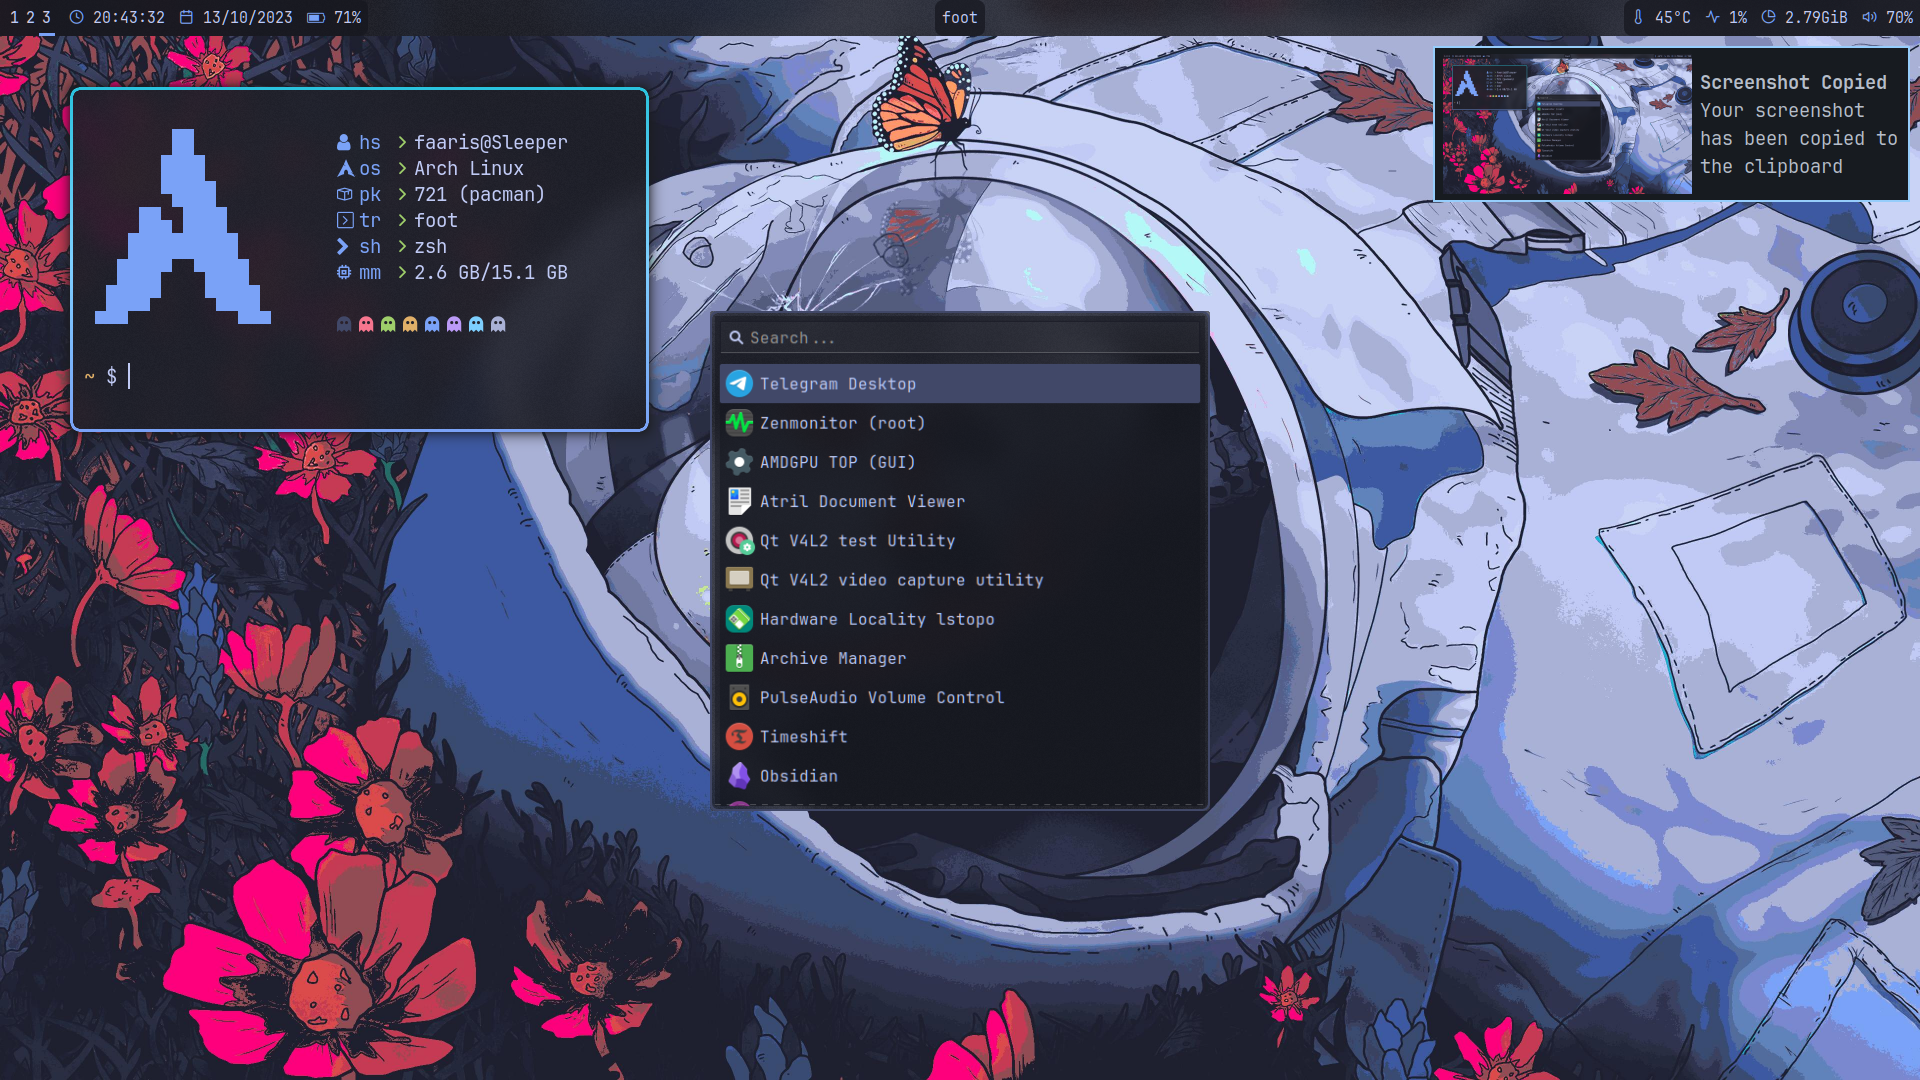 1 2 3 20:43:32 13/10/2023 71%
foot
45°C 1% 2.79GiB 70%
Screenshot Copied
Your screenshot
has been copied to
the clipboard
hs > faaris@Sleeper
os > Arch Linux
pk > 721 (pacman)
tr > foot
sh > zsh
mm > 2.6 GB/15.1 GB
~ $
Search...
Telegram Desktop
Zenmonitor (root)
AMDGPU TOP (GUI)
Atril Document Viewer
Qt V4L2 test Utility
Qt V4L2 video capture utility
Hardware Locality lstopo
Archive Manager
PulseAudio Volume Control
Timeshift
Obsidian